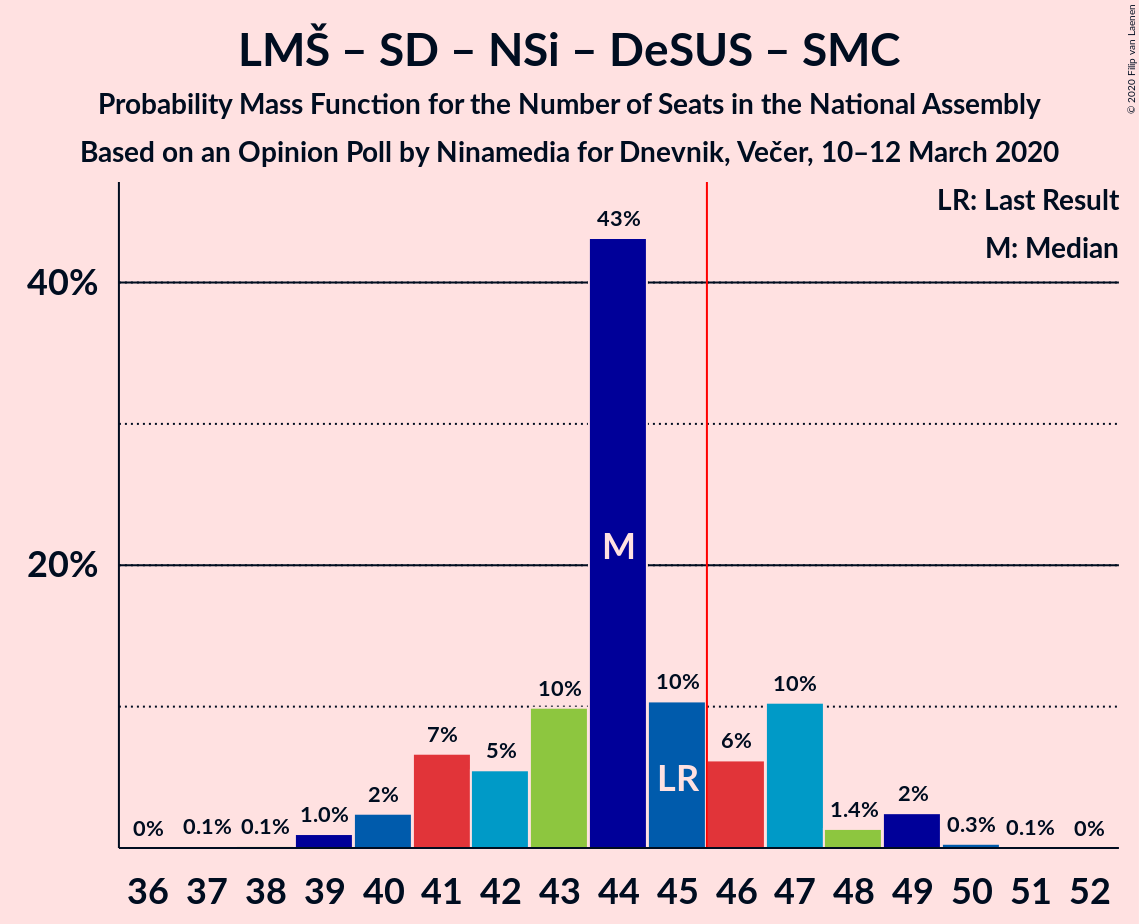 LMŠ – SD – NSi – DeSUS – SMC
Probability Mass Function for the Number of Seats in the National Assembly
Based on an Opinion Poll by Ninamedia for Dnevnik, Večer, 10–12 March 2020
© 2020 Filip van Laenen
LR: Last Result
M: Median
40%
20%
0% 0.1% 0.1% 1.0% 2% 7% 5% 10% 43% 10% 6% 10% 1.4% 2% 0.3% 0.1% 0%
M
LR
36 37 38 39 40 41 42 43 44 45 46 47 48 49 50 51 52